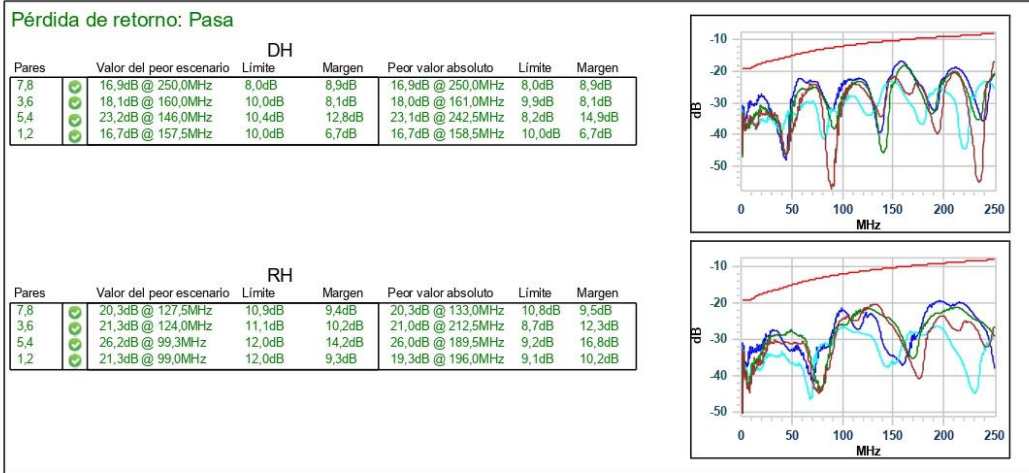 Pérdida de retorno: Pasa
DH
Pares Valor del peor escenario Límite Margen Peor valor absoluto Límite Margen
7,8 16,9dB @ 250,0MHz 8,0dB 8,9dB 16,9dB @ 250,0MHz 8,0dB 8,9dB
3,6 18,1dB @ 160,0MHz 10,0dB 8,1dB 18,0dB @ 161,0MHz 9,9dB 8,1dB
5,4 23,2dB @ 146,0MHz 10,4dB 12,8dB 23,1dB @ 242,5MHz 8,2dB 14,9dB
1,2 16,7dB @ 157,5MHz 10,0dB 6,7dB 16,7dB @ 158,5MHz 10,0dB 6,7dB
-10
-20
-30
-40
-50
dB
0 50 100 150 200 250
MHz
RH
Pares Valor del peor escenario Límite Margen Peor valor absoluto Límite Margen
7,8 20,3dB @ 127,5MHz 10,9dB 9,4dB 20,3dB @ 133,0MHz 10,8dB 9,5dB
3,6 21,3dB @ 124,0MHz 11,1dB 10,2dB 21,0dB @ 212,5MHz 8,7dB 12,3dB
5,4 26,2dB @ 99,3MHz 12,0dB 14,2dB 26,0dB @ 189,5MHz 9,2dB 16,8dB
1,2 21,3dB @ 99,0MHz 12,0dB 9,3dB 19,3dB @ 196,0MHz 9,1dB 10,2dB
-10
-20
-30
-40
-50
dB
0 50 100 150 200 250
MHz